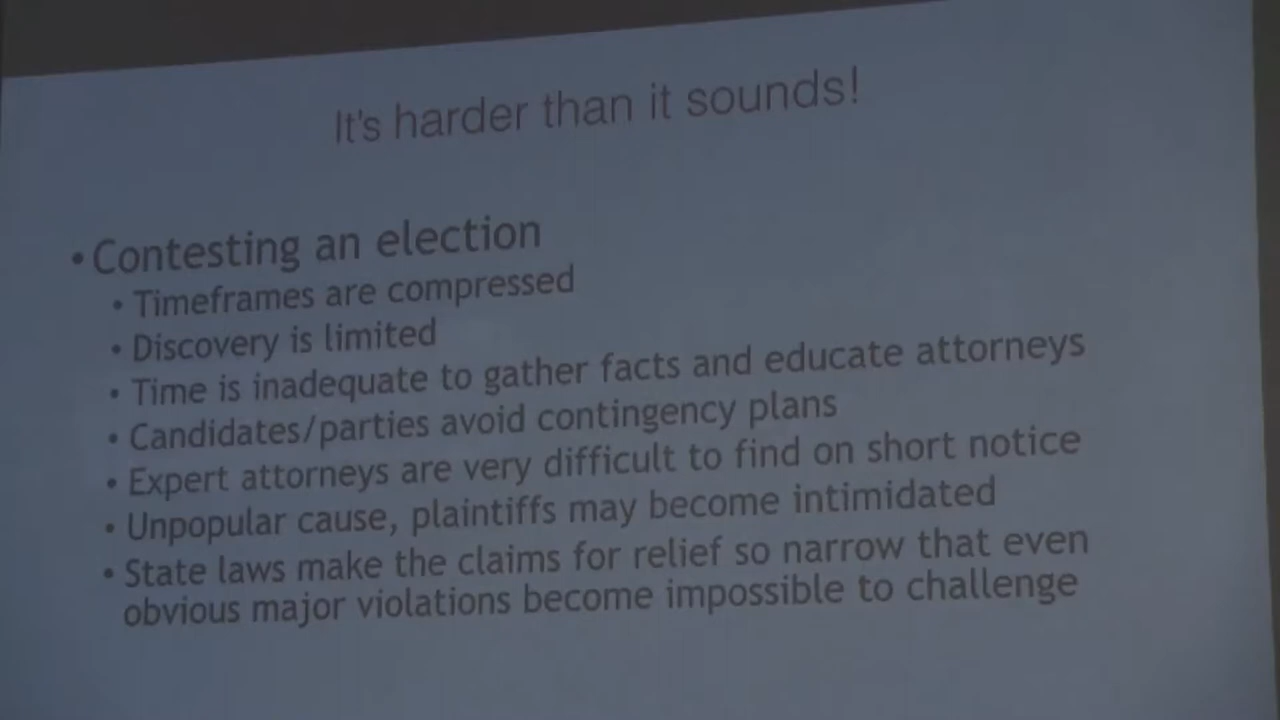 It's harder than it sounds!
• Contesting an election
• Timeframes are compressed
• Discovery is limited
• Time is inadequate to gather facts and educate attorneys
• Candidates/parties avoid contingency plans
• Expert attorneys are very difficult to find on short notice
• Unpopular cause, plaintiffs may become intimidated
• State laws make the claims for relief so narrow that even
obvious major violations become impossible to challenge